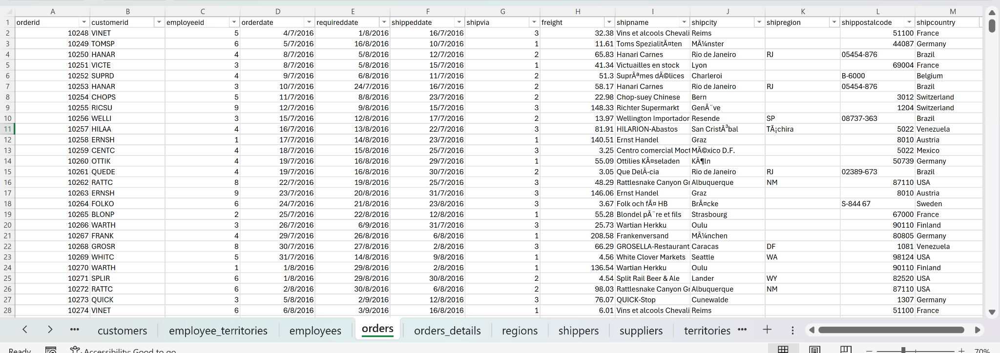 A B C D E F G H I J K L M
1 orderid customerid employeeid orderdate requireddate shippeddate shipvia freight shipname shipcity shipregion shippostalcode shipcountry
2 10248 VINET 5 4/7/2016 1/8/2016 16/7/2016 3 32.38 Vins et alcools Chevali Reims 51100 France
3 10249 TOMSP 6 5/7/2016 16/8/2016 10/7/2016 1 11.61 Toms SpezialitÃ¤ten MÃ¼nster 44087 Germany
4 10250 HANAR 4 8/7/2016 5/8/2016 12/7/2016 2 65.83 Hanari Carnes Rio de Janeiro RJ 05454-876 Brazil
5 10251 VICTE 3 8/7/2016 5/8/2016 15/7/2016 1 41.34 Victuailles en stock Lyon 69004 France
6 10252 SUPRD 4 9/7/2016 6/8/2016 11/7/2016 2 51.3 SuprÃªmes dÃ©lices Charleroi B-6000 Belgium
7 10253 HANAR 3 10/7/2016 24/7/2016 16/7/2016 2 58.17 Hanari Carnes Rio de Janeiro RJ 05454-876 Brazil
8 10254 CHOPS 5 11/7/2016 8/8/2016 23/7/2016 2 22.98 Chop-suey Chinese Bern 3012 Switzerland
9 10255 RICSU 9 12/7/2016 9/8/2016 15/7/2016 3 148.33 Richter Supermarkt GenÃ¨ve 1204 Switzerland
10 10256 WELLI 3 15/7/2016 12/8/2016 17/7/2016 2 13.97 Wellington Importador Resende SP 08737-363 Brazil
11 10257 HILAA 4 16/7/2016 13/8/2016 22/7/2016 3 81.91 HILARION-Abastos San CristÃ³bal TÃ¡chira 5022 Venezuela
12 10258 ERNSH 1 17/7/2016 14/8/2016 23/7/2016 1 140.51 Ernst Handel Graz 8010 Austria
13 10259 CENTC 4 18/7/2016 15/8/2016 25/7/2016 3 3.25 Centro comercial Moct MÃ©xico D.F. 5022 Mexico
14 10260 OTTIK 4 19/7/2016 16/8/2016 29/7/2016 1 55.09 Ottilies KÃ¤seladen KÃ¶ln 50739 Germany
15 10261 QUEDE 4 19/7/2016 16/8/2016 30/7/2016 2 3.05 Que DelÃ-cia Rio de Janeiro RJ 02389-673 Brazil
16 10262 RATTC 8 22/7/2016 19/8/2016 25/7/2016 3 48.29 Rattlesnake Canyon Gr Albuquerque NM 87110 USA
17 10263 ERNSH 9 23/7/2016 20/8/2016 31/7/2016 3 146.06 Ernst Handel Graz 8010 Austria
18 10264 FOLKO 6 24/7/2016 21/8/2016 23/8/2016 3 3.67 Folk och fÃ¤ HB BrÃ¤cke S-844 67 Sweden
19 10265 BLONP 2 25/7/2016 22/8/2016 12/8/2016 1 55.28 Blondel pÃ¨re et fils Strasbourg 67000 France
20 10266 WARTH 3 26/7/2016 6/9/2016 31/7/2016 3 25.73 Wartian Herkku Oulu 90110 Finland
21 10267 FRANK 4 29/7/2016 26/8/2016 6/8/2016 1 208.58 Frankenversand MÃ¼nchen 80805 Germany
22 10268 GROSR 8 30/7/2016 27/8/2016 2/8/2016 3 66.29 GROSELLA-Restaurant Caracas DF 1081 Venezuela
23 10269 WHITC 5 31/7/2016 14/8/2016 9/8/2016 1 4.56 White Clover Markets Seattle WA 98124 USA
24 10270 WARTH 1 1/8/2016 29/8/2016 2/8/2016 1 136.54 Wartian Herkku Oulu 90110 Finland
25 10271 SPLIR 6 1/8/2016 29/8/2016 30/8/2016 2 4.54 Split Rail Beer & Ale Lander WY 82520 USA
26 10272 RATTC 6 2/8/2016 30/8/2016 6/8/2016 2 98.03 Rattlesnake Canyon Gr Albuquerque NM 87110 USA
27 10273 QUICK 3 5/8/2016 2/9/2016 12/8/2016 3 76.07 QUICK-Stop Cunewalde 1307 Germany
28 10274 VINET 6 6/8/2016 3/9/2016 16/8/2016 1 6.01 Vins et alcools Chevali Reims 51100 France
customers employee_territories employees orders orders_details regions shippers suppliers territories
Ready Accessibility: Good to go 70%